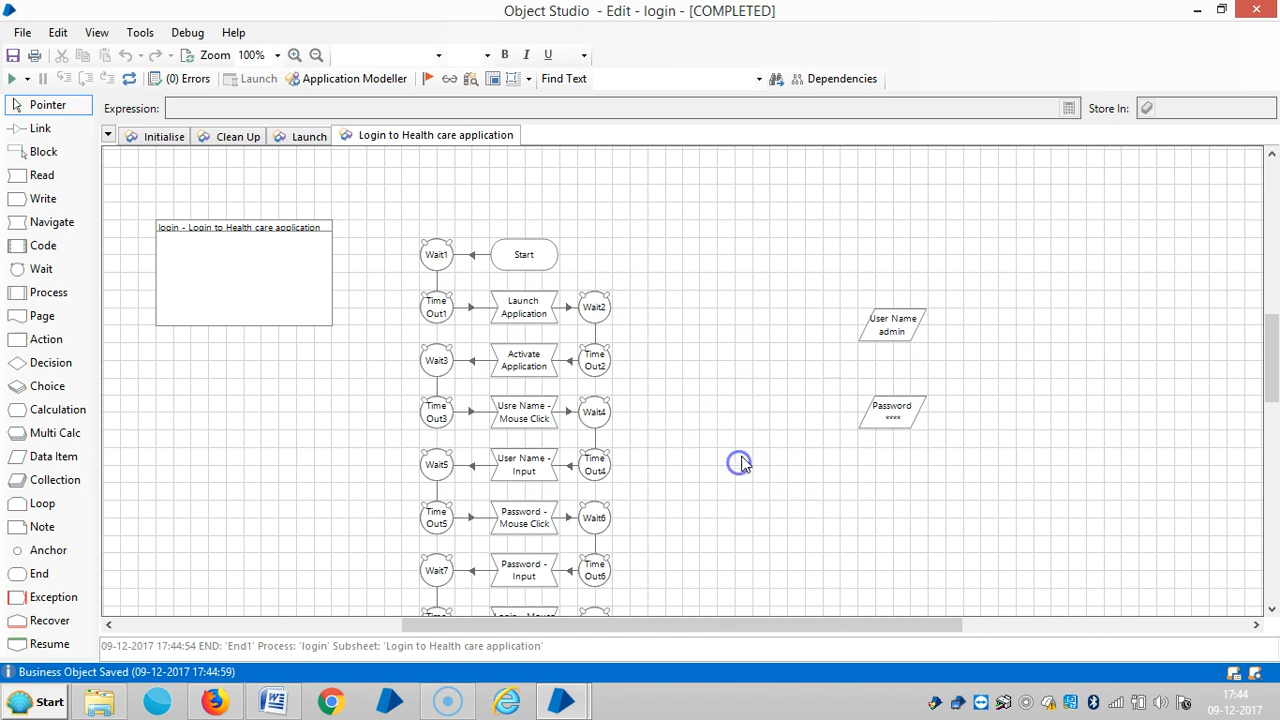 Object Studio - Edit - login - [COMPLETED]
File Edit View Tools Debug Help
Zoom 100% B I U
(0) Errors Launch Application Modeller Find Text Dependencies
Pointer Expression: Store In:
Link Initialise Clean Up Launch Login to Health care application
Block
Read
Write
Navigate
Code
Wait
Process
Page
Action
Decision
Choice
Calculation
Multi Calc
Data Item
Collection
Loop
Note
Anchor
End
Exception
Recover
Resume
login - Login to Health care application
Wait1 Start
Time Out1 Launch Application Wait2
Wait3 Activate Application Time Out2
Time Out3 Usre Name - Mouse Click Wait4
Wait5 User Name - Input Time Out4
Time Out5 Password - Mouse Click Wait6
Wait7 Password - Input Time Out6
Time Login - Mouse
User Name
admin
Password
****
09-12-2017 17:44:54 END: 'End1' Process: 'login' Subsheet: 'Login to Health care application'
Business Object Saved (09-12-2017 17:44:59)
Start 17:44
09-12-2017